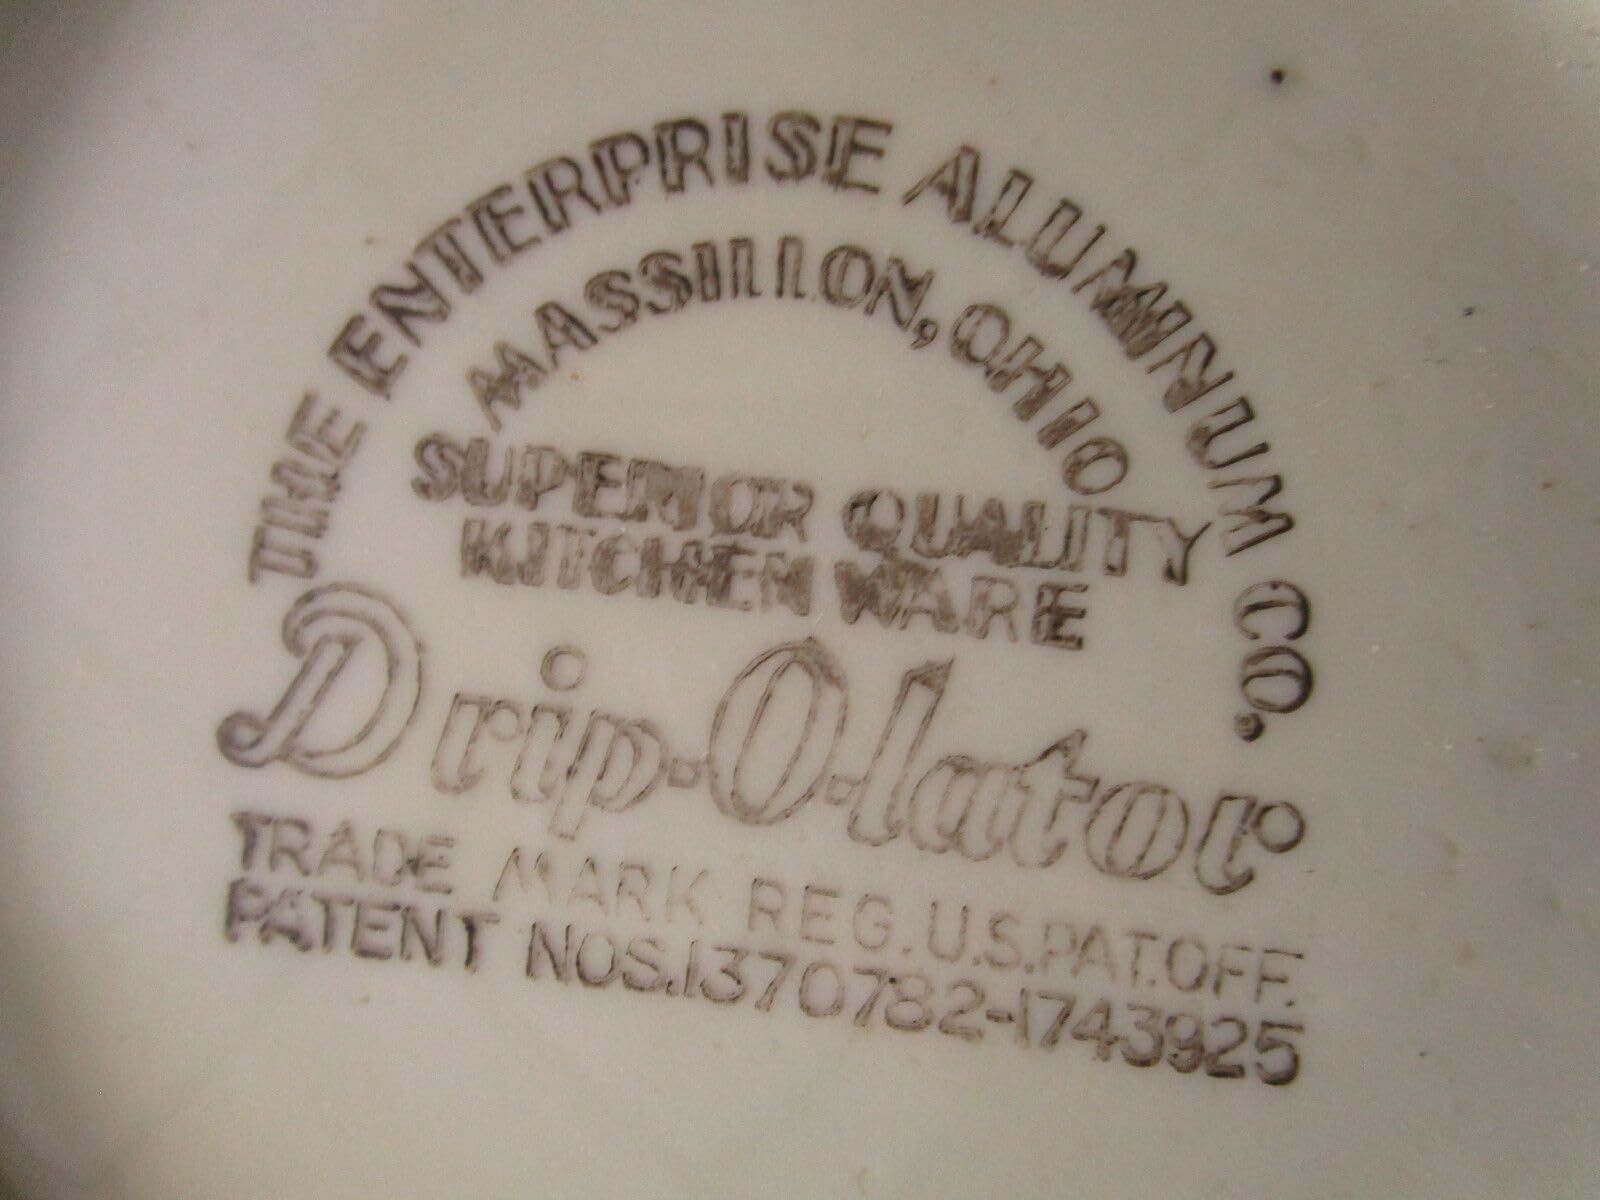 THE ENTERPRISE ALUMINUM CO.
MASSILLON, OHIO
SUPERIOR QUALITY
KITCHEN WARE
Drip-O-lator
TRADE MARK REG. U.S. PAT. OFF.
PATENT NOS. 1370782-1743925